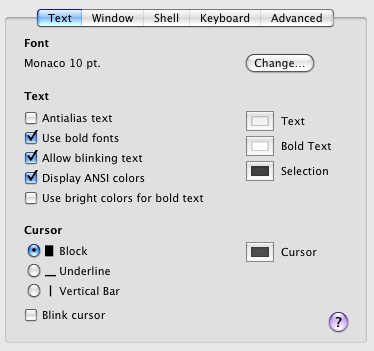 Text Window Shell Keyboard Advanced
Font
Monaco 10 pt. Change...
Text
Antialias text Text
Use bold fonts Bold Text
Allow blinking text Selection
Display ANSI colors
Use bright colors for bold text
Cursor
Block Cursor
Underline
Vertical Bar
Blink cursor ?